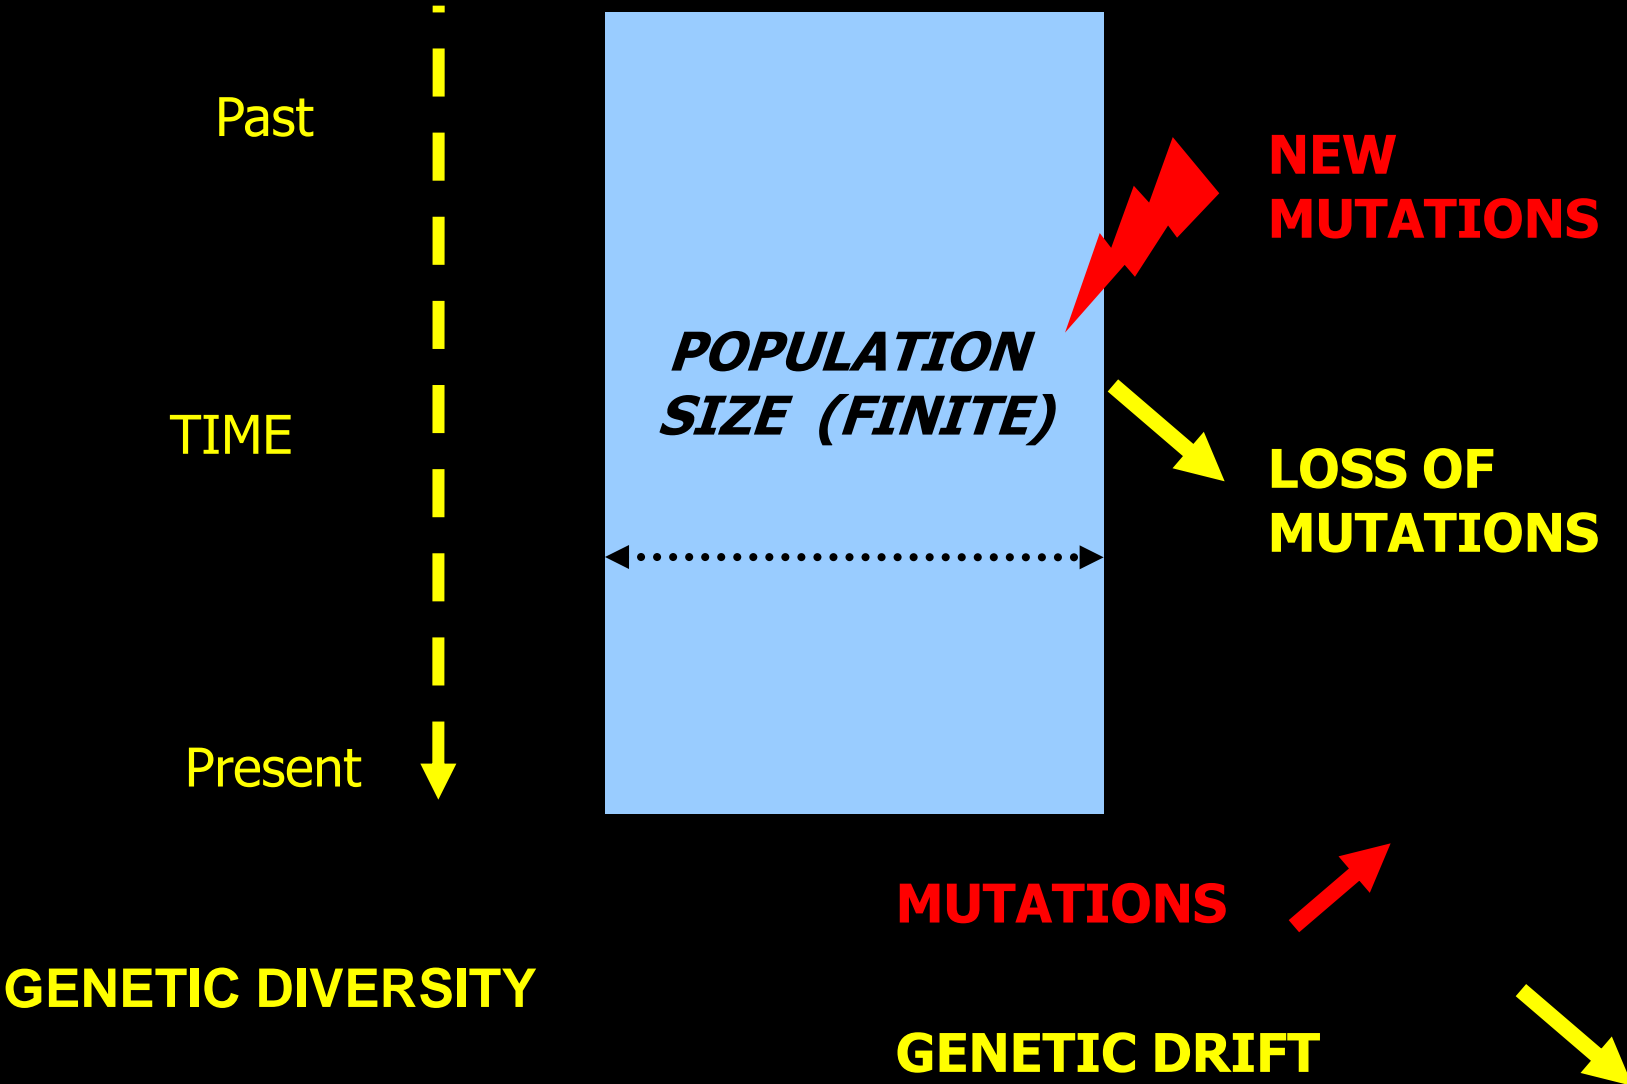 Past
NEW
MUTATIONS
POPULATION
SIZE (FINITE)
TIME
LOSS OF
MUTATIONS
Present
MUTATIONS
GENETIC DIVERSITY
GENETIC DRIFT